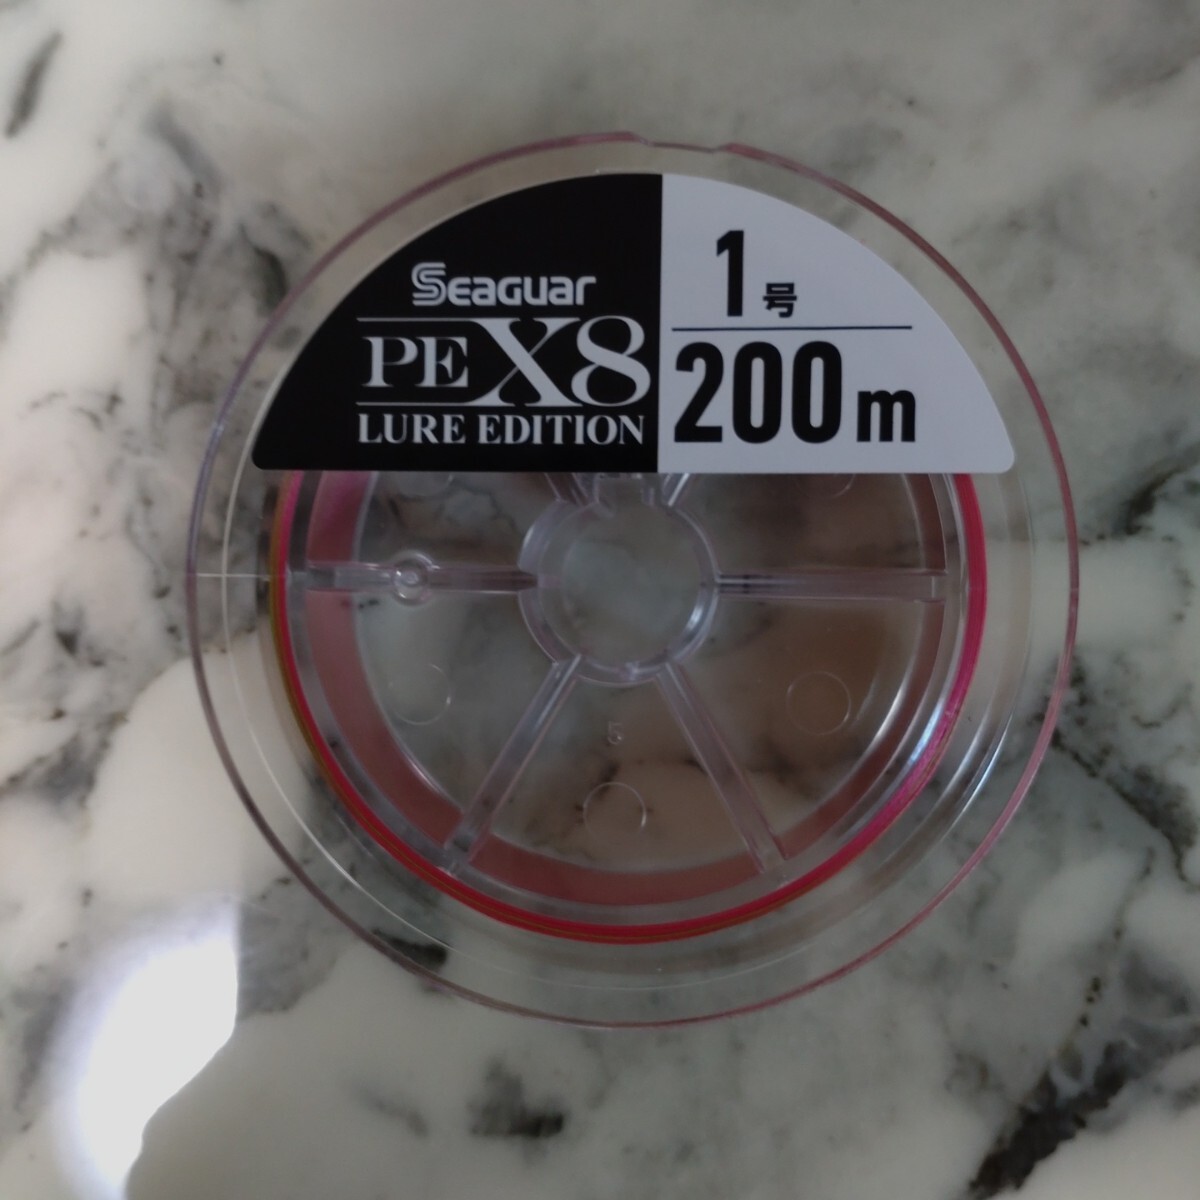 Seaguar
PE X8
LURE EDITION
1号
200m
5